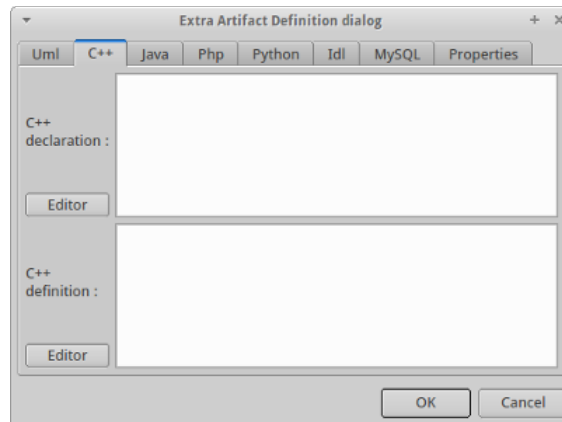 Extra Artifact Definition dialog
Uml C++ Java Php Python Idl MySQL Properties
C++
declaration :
Editor
C++
definition :
Editor
OK Cancel